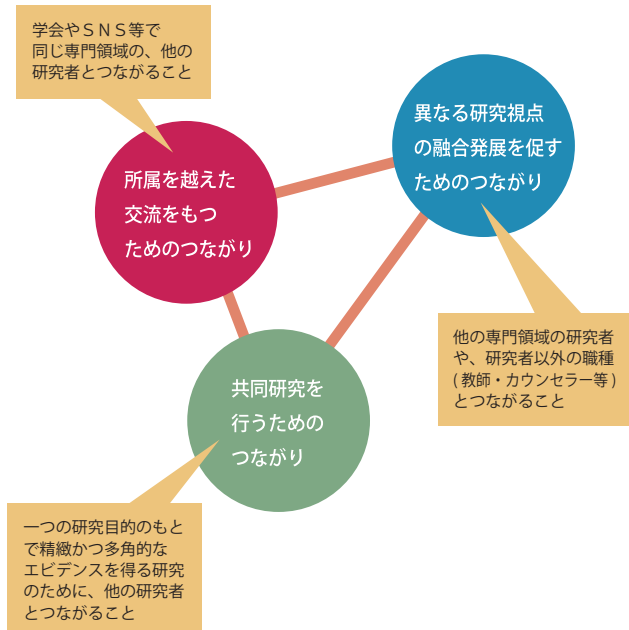 学会やＳＮＳ等で
同じ専門領域の、他の
研究者とつながること
所属を越えた
交流をもつ
ためのつながり
異なる研究視点
の融合発展を促す
ためのつながり
他の専門領域の研究者
や、研究者以外の職種
(教師・カウンセラー等)
とつながること
共同研究を
行うための
つながり
一つの研究目的のもと
で精緻かつ多角的な
エビデンスを得る研究
のために、他の研究者
とつながること